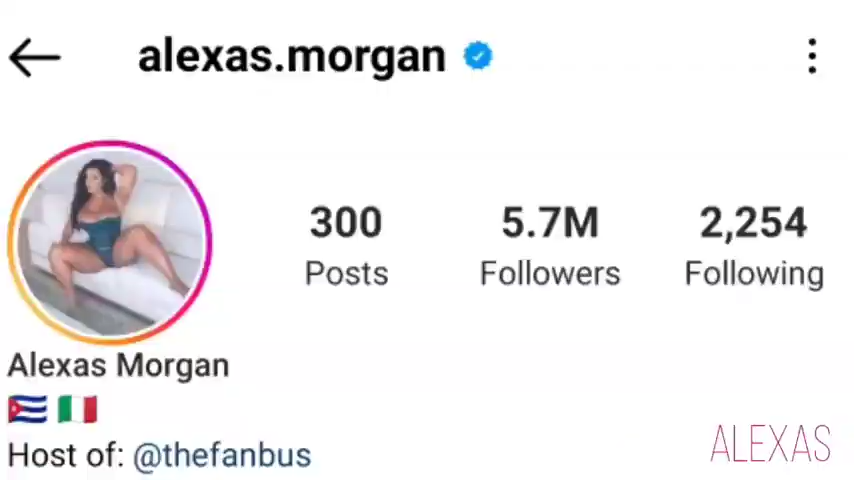 alexas.morgan
300 5.7M 2,254
Posts Followers Following
Alexas Morgan
🇨🇺 🇮🇹
Host of: @thefanbus
ALEXAS